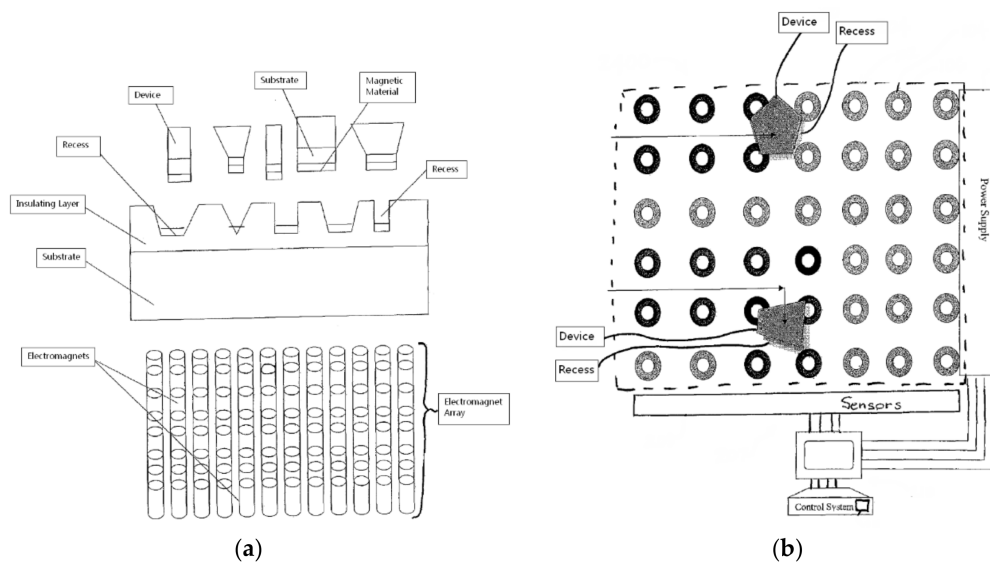 Device
Substrate
Magnetic
Material
Recess
Recess
Insulating Layer
Substrate
Electromagnets
Electromagnet
Array
(a)
Device
Recess
Power Supply
Device
Recess
Sensors
Control System
(b)